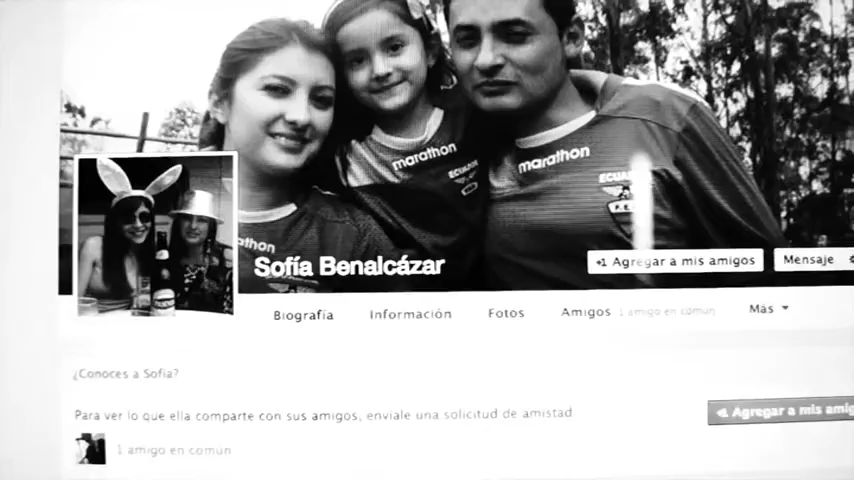 marathon
marathon
ECUADOR
thon
Sofía Benalcázar
+1 Agregar a mis amigos
Mensaje
Biografía Información Fotos Amigos 1 amigo en común Más
¿Conoces a Sofía?
Para ver lo que ella comparte con sus amigos, enviale una solicitud de amistad
Agregar a mis amig
1 amigo en común